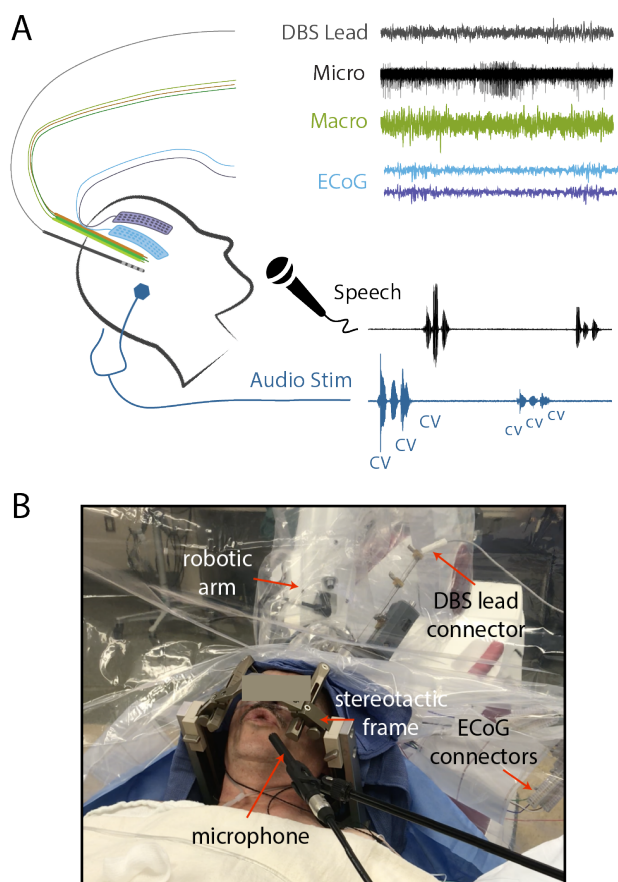 A
DBS Lead
Micro
Macro
ECoG
Speech
Audio Stim
CV
CV
CV
CV
CV
CV
B
robotic
arm
DBS lead
connector
stereotactic
frame
ECoG
connectors
microphone